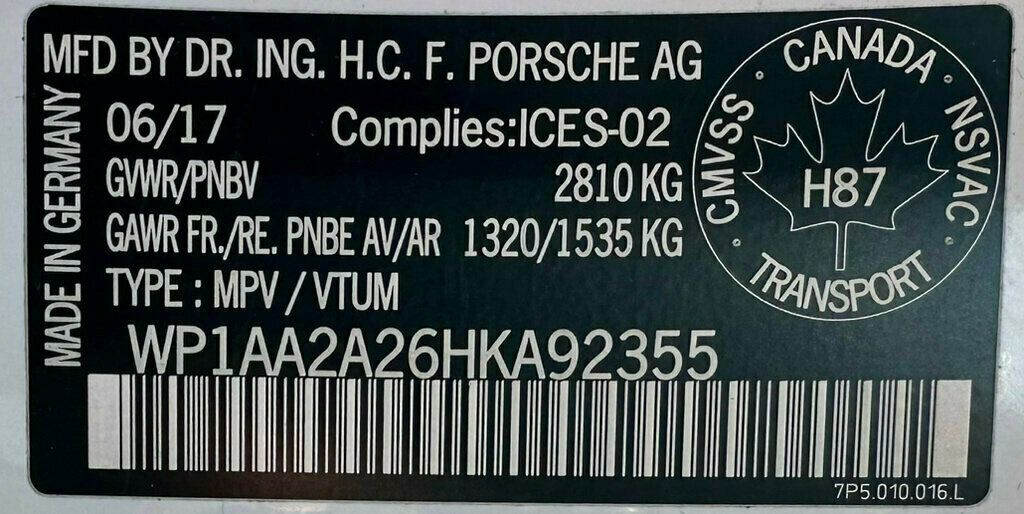 MFD BY DR. ING. H.C. F. PORSCHE AG
06/17 Complies:ICES-02
GVWR/PNBV 2810 KG
GAWR FR./RE. PNBE AV/AR 1320/1535 KG
TYPE : MPV / VTUM
WP1AA2A26HKA92355
MADE IN GERMANY
CANADA
CMVSS
NSVAC
H87
TRANSPORT
7P5.010.016.L